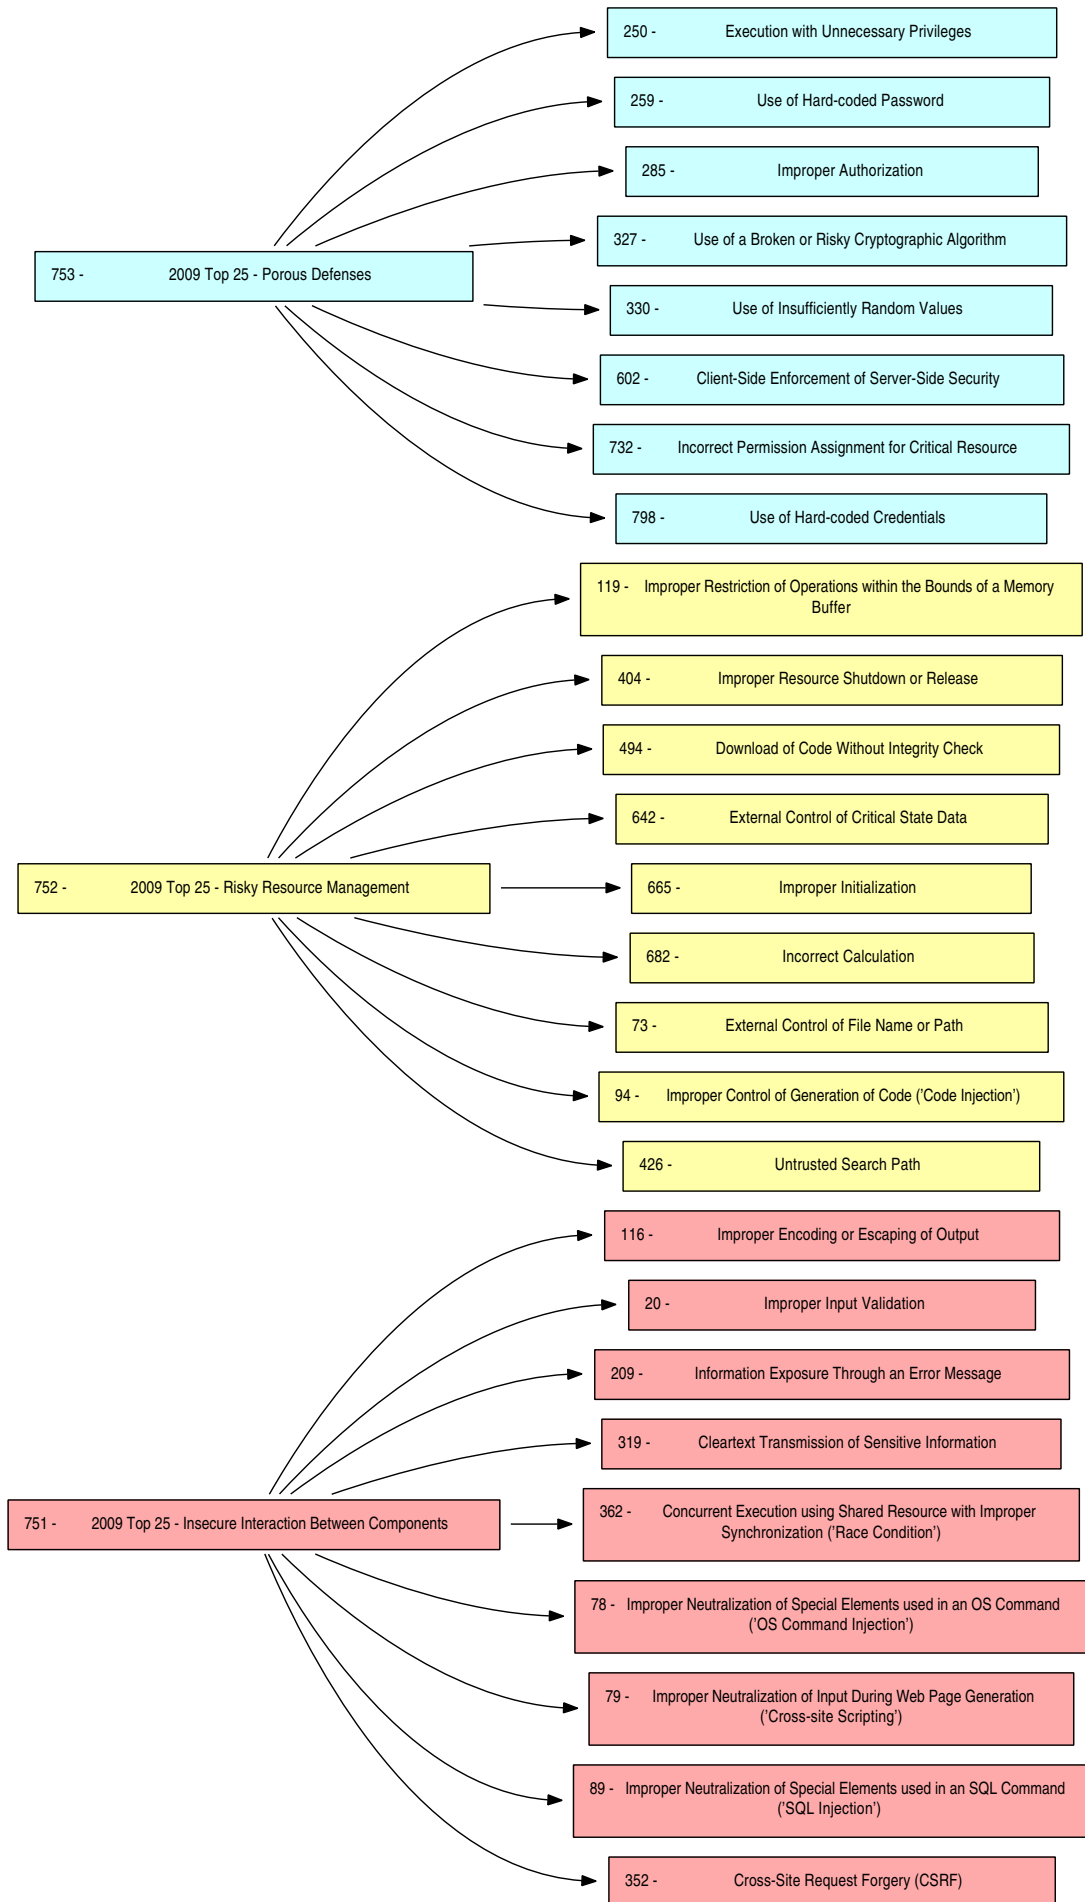 250 - Execution with Unnecessary Privileges
259 - Use of Hard-coded Password
285 - Improper Authorization
327 - Use of a Broken or Risky Cryptographic Algorithm
753 - 2009 Top 25 - Porous Defenses
330 - Use of Insufficiently Random Values
602 - Client-Side Enforcement of Server-Side Security
732 - Incorrect Permission Assignment for Critical Resource
798 - Use of Hard-coded Credentials
119 - Improper Restriction of Operations within the Bounds of a Memory
Buffer
404 - Improper Resource Shutdown or Release
494 - Download of Code Without Integrity Check
642 - External Control of Critical State Data
752 - 2009 Top 25 - Risky Resource Management
665 - Improper Initialization
682 - Incorrect Calculation
73 - External Control of File Name or Path
94 - Improper Control of Generation of Code ('Code Injection')
426 - Untrusted Search Path
116 - Improper Encoding or Escaping of Output
20 - Improper Input Validation
209 - Information Exposure Through an Error Message
319 - Cleartext Transmission of Sensitive Information
751 - 2009 Top 25 - Insecure Interaction Between Components
362 - Concurrent Execution using Shared Resource with Improper
Synchronization ('Race Condition')
78 - Improper Neutralization of Special Elements used in an OS Command
('OS Command Injection')
79 - Improper Neutralization of Input During Web Page Generation
('Cross-site Scripting')
89 - Improper Neutralization of Special Elements used in an SQL Command
('SQL Injection')
352 - Cross-Site Request Forgery (CSRF)